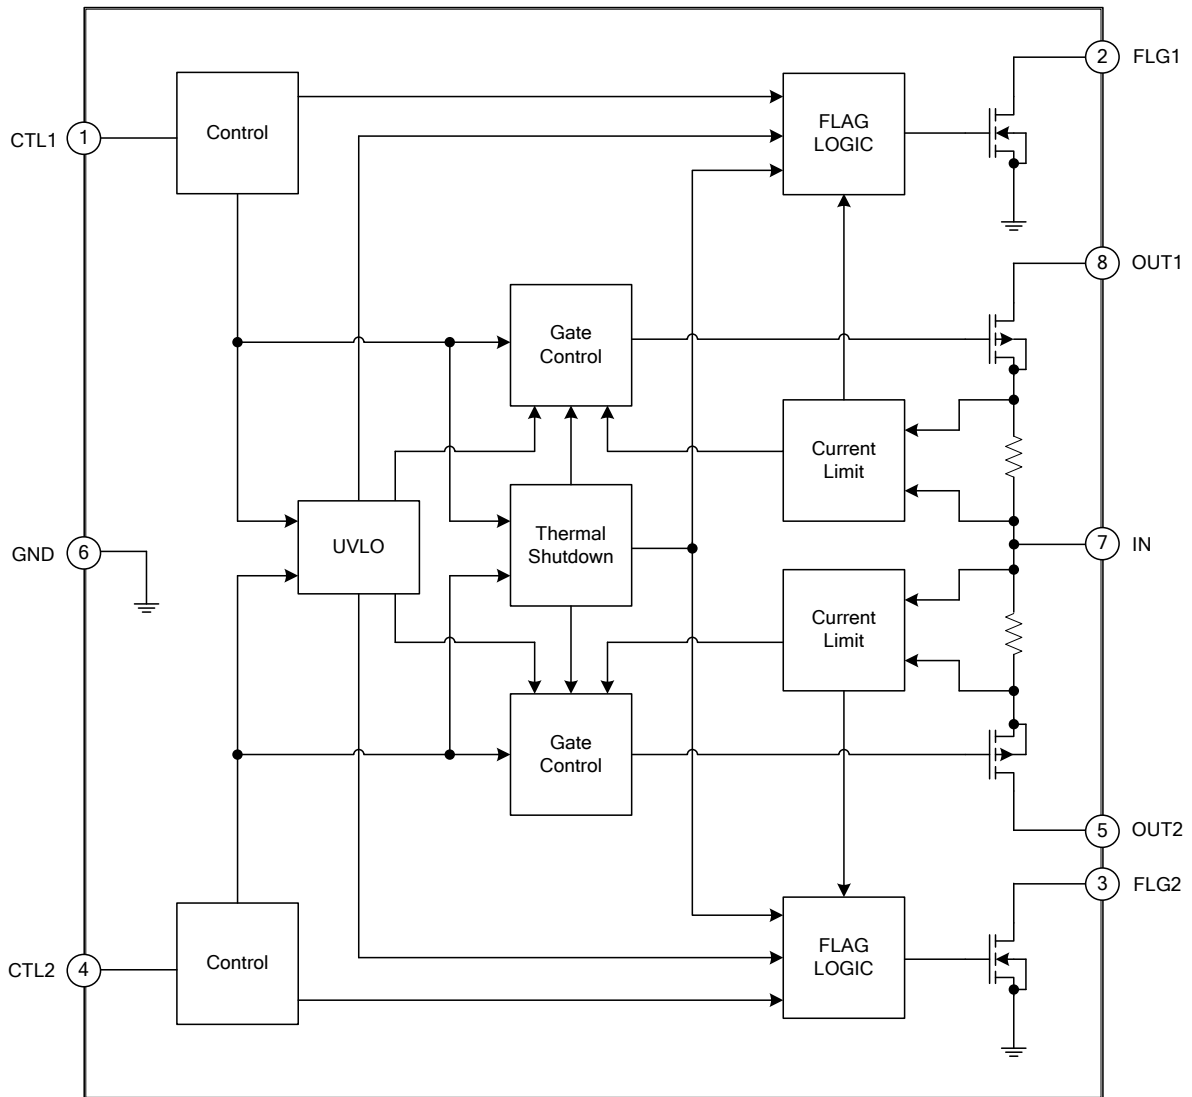 2 FLG1
Control
FLAG
LOGIC
CTL1 1
8 OUT1
Gate
Control
Current
Limit
UVLO
Thermal
Shutdown
GND 6
7 IN
Current
Limit
Gate
Control
5 OUT2
3 FLG2
Control
FLAG
LOGIC
CTL2 4